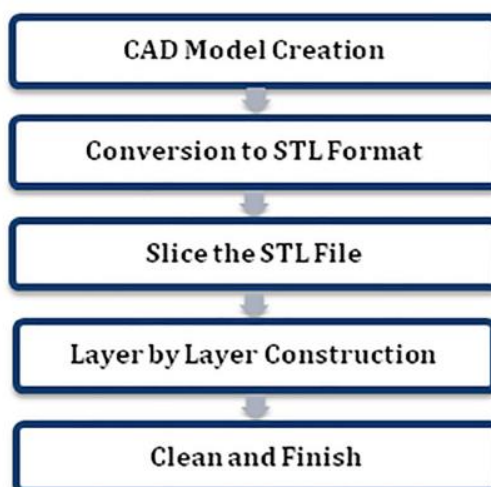 CAD Model Creation
Conversion to STL Format
Slice the STL File
Layer by Layer Construction
Clean and Finish